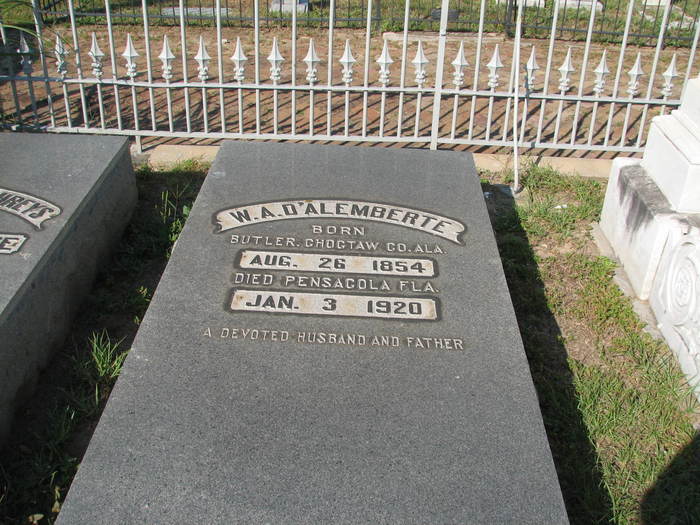 W.A. D'ALEMBERTE
BORN
BUTLER, CHOCTAW CO. ALA.
AUG. 26 1854
DIED PENSACOLA FLA.
JAN. 3 1920
A DEVOTED HUSBAND AND FATHER